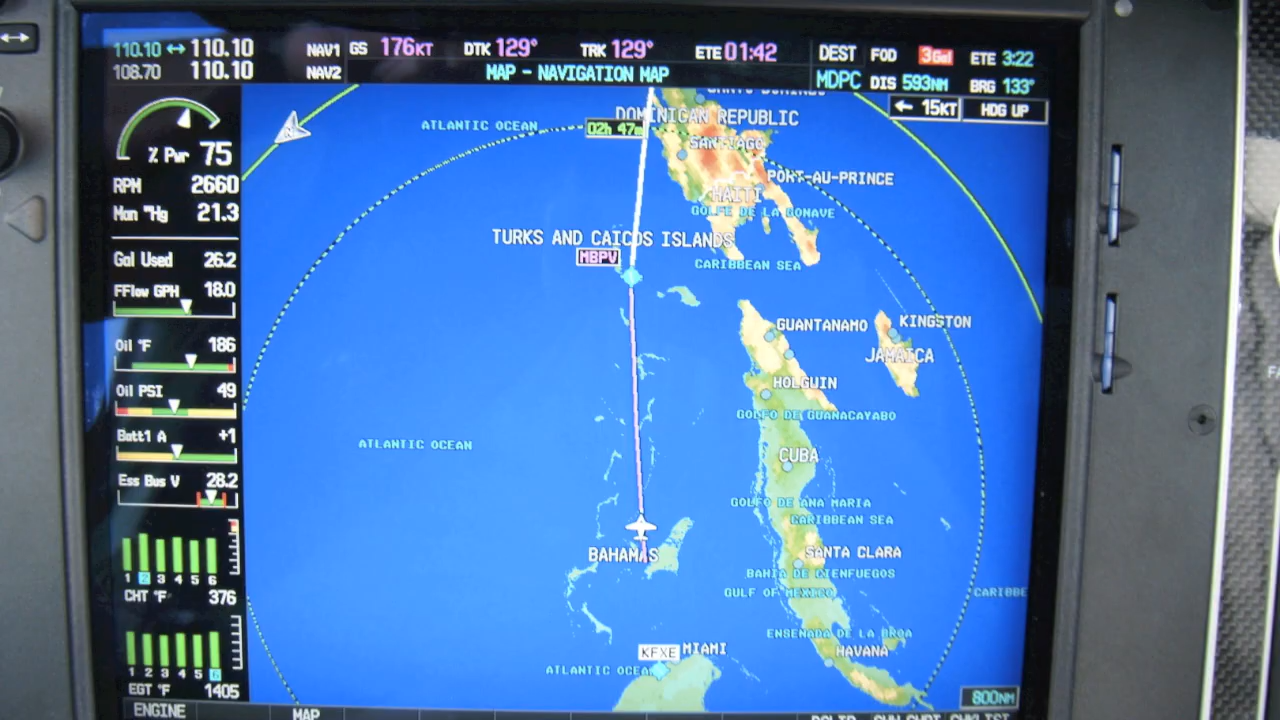 110.10 ↔ 110.10 NAV1 GS 176KT DTK 129° TRK 129° ETE 01:42 DEST FOD 3Gal ETE 3:22
108.70 110.10 NAV2 MAP - NAVIGATION MAP MDPC DIS 593NM BRG 133°
← 15KT HDG UP
N
SANTO DOMINGO
DOMINICAN REPUBLIC
ATLANTIC OCEAN
02h 47m
SANTIAGO
% Pwr 75
PORT-AU-PRINCE
RPM 2660
HAITI
Man "Hg 21.3
GOLFE DE LA GONAVE
TURKS AND CAICOS ISLANDS
MBPV
CARIBBEAN SEA
Gal Used 26.2
FFlow GPH 18.0
GUANTANAMO
KINGSTON
Oil °F 186
JAMAICA
Oil PSI 49
HOLGUIN
GOLFO DE GUANACAYABO
Batt1 A +1
ATLANTIC OCEAN
CUBA
Ess Bus V 28.2
GOLFO DE ANA MARIA
CARIBBEAN SEA
BAHAMAS
SANTA CLARA
1 2 3 4 5 6
BAHIA DE CIENFUEGOS
CHT °F 376
GULF OF MEXICO
CARIBBE
ENSENADA DE LA BROA
KFXE MIAMI
HAVANA
1 2 3 4 5 6
ATLANTIC OCEAN
EGT °F 1405
800NM
ENGINE MAP